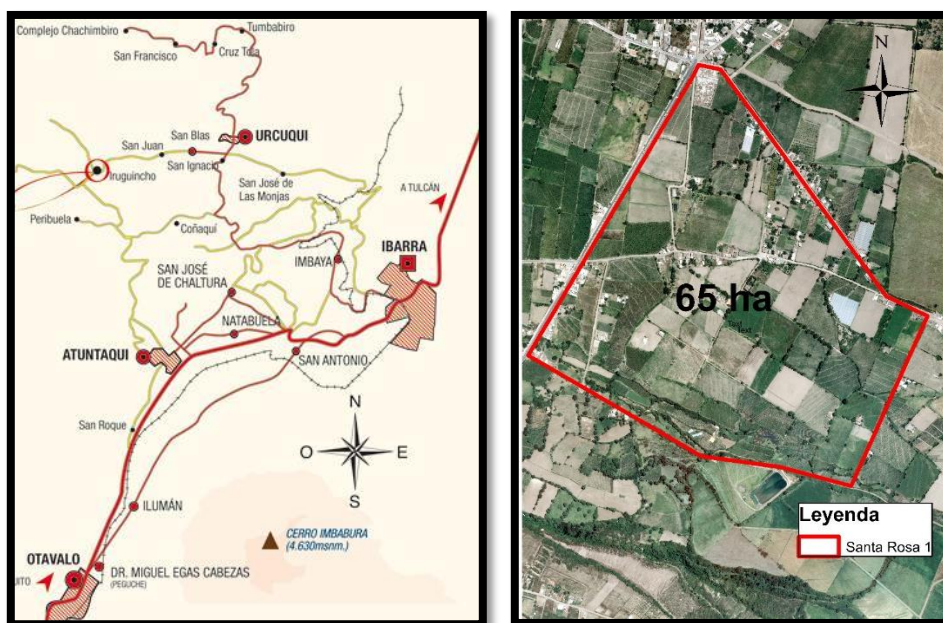 Complejo Chachimbiro
Tumbabiro
San Francisco
Cruz Tola
San Blas
URCUQUI
San Juan
San Ignacio
Iruguincho
San José de
Las Monjas
A TULCÁN
Peribuela
Coñaquí
IMBAYA
IBARRA
SAN JOSÉ
DE CHALTURA
NATABUELA
ATUNTAQUI
SAN ANTONIO
San Roque
N
O
E
S
ILUMÁN
CERRO IMBABURA
(4.630msnm.)
OTAVALO
UITO
DR. MIGUEL EGAS CABEZAS
(PEGUCHE)
N
65 ha
Text
Leyenda
Santa Rosa 1